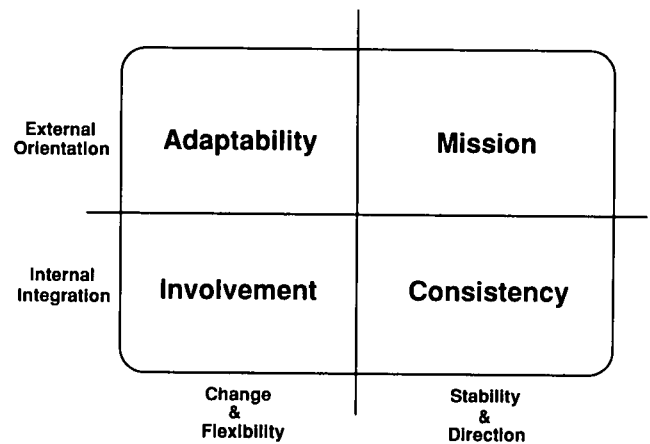 External
Orientation
Adaptability
Mission
Internal
Integration
Involvement
Consistency
Change
&
Flexibility
Stability
&
Direction